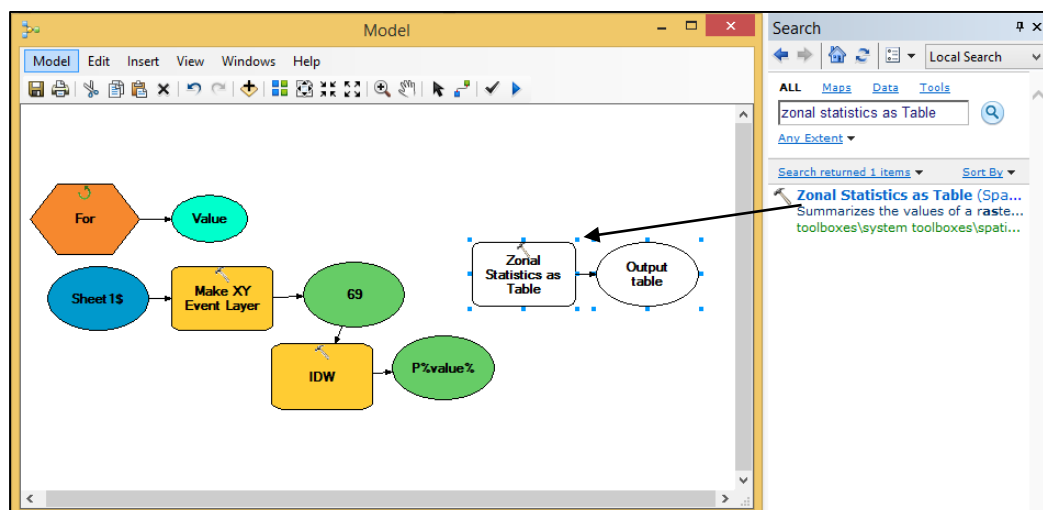 Model
Model Edit Insert View Windows Help
For
Value
Sheet1$
Make XY
Event Layer
69
IDW
P%value%
Zonal
Statistics as
Table
Output
table
Search
Local Search
ALL Maps Data Tools
zonal statistics as Table
Any Extent
Search returned 1 items Sort By
Zonal Statistics as Table (Spa...
Summarizes the values of a raste...
toolboxes\system toolboxes\spati...